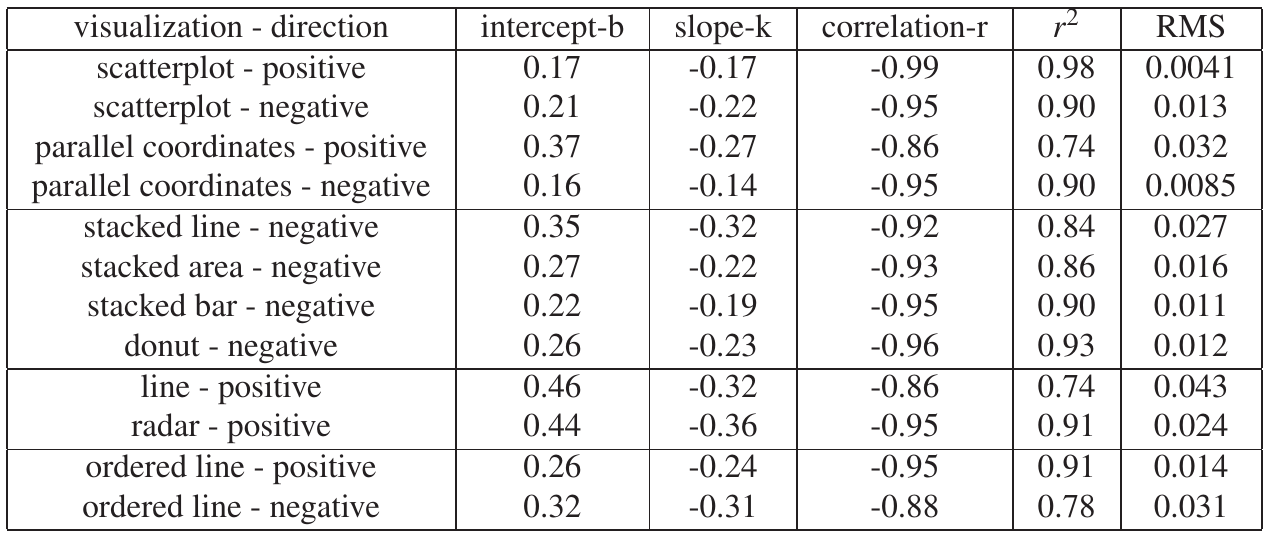 visualization - direction intercept-b slope-k correlation-r r² RMS
scatterplot - positive 0.17 -0.17 -0.99 0.98 0.0041
scatterplot - negative 0.21 -0.22 -0.95 0.90 0.013
parallel coordinates - positive 0.37 -0.27 -0.86 0.74 0.032
parallel coordinates - negative 0.16 -0.14 -0.95 0.90 0.0085
stacked line - negative 0.35 -0.32 -0.92 0.84 0.027
stacked area - negative 0.27 -0.22 -0.93 0.86 0.016
stacked bar - negative 0.22 -0.19 -0.95 0.90 0.011
donut - negative 0.26 -0.23 -0.96 0.93 0.012
line - positive 0.46 -0.32 -0.86 0.74 0.043
radar - positive 0.44 -0.36 -0.95 0.91 0.024
ordered line - positive 0.26 -0.24 -0.95 0.91 0.014
ordered line - negative 0.32 -0.31 -0.88 0.78 0.031